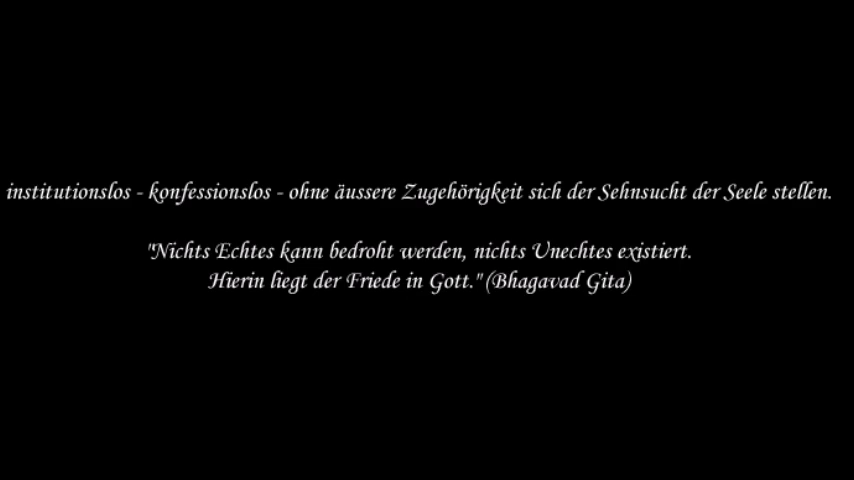 institutionslos - konfessionslos - ohne äussere Zugehörigkeit sich der Sehnsucht der Seele stellen.
"Nichts Echtes kann bedroht werden, nichts Unechtes existiert.
Hierin liegt der Friede in Gott." (Bhagavad Gita)